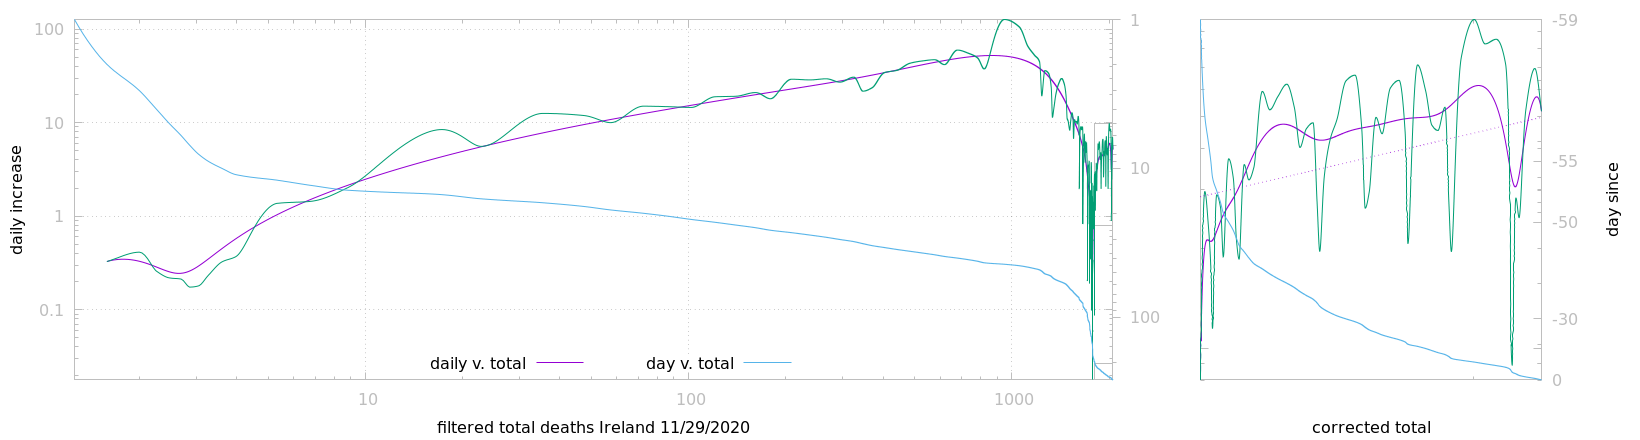 100
10
1
0.1
daily increase
1
10
100
10
100
1000
daily v. total
day v. total
filtered total deaths Ireland 11/29/2020
-59
-55
-50
-30
0
day since
corrected total